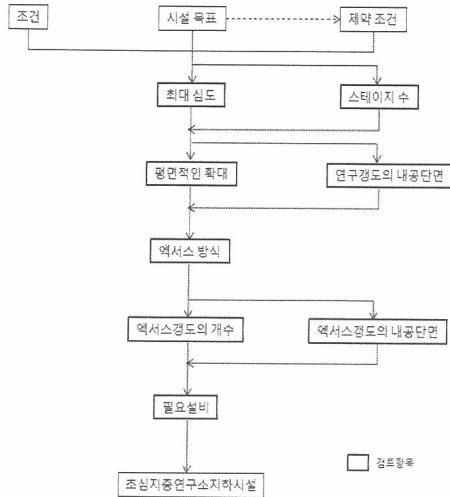 조건
시설 목표
제약 조건
최대 심도
스테이지 수
평면적인 확대
연구갱도의 내공단면
엑서스 방식
엑서스갱도의 개수
엑서스갱도의 내공단면
필요설비
초심지층연구소지하시설
검토항목